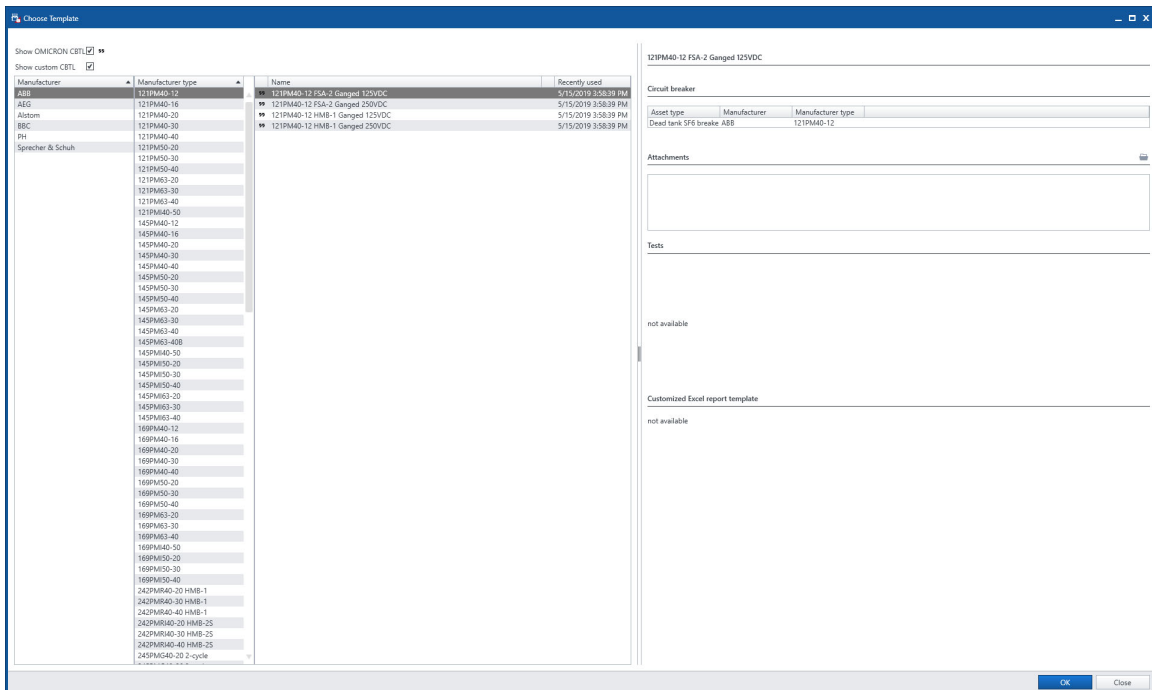 Choose Template
Show OMICRON CBTL
Show custom CBTL
Manufacturer
ABB
AEG
Alstom
BBC
PH
Sprecher & Schuh
Manufacturer type
121PM40-12
121PM40-16
121PM40-20
121PM40-30
121PM40-40
121PM50-20
121PM50-30
121PM50-40
121PM63-20
121PM63-30
121PM63-40
121PMI40-50
145PM40-12
145PM40-16
145PM40-20
145PM40-30
145PM40-40
145PM50-20
145PM50-30
145PM50-40
145PM63-20
145PM63-30
145PM63-40
145PM63-40B
145PMI40-50
145PMI50-20
145PMI50-30
145PMI50-40
145PMI63-20
145PMI63-30
145PMI63-40
169PM40-12
169PM40-16
169PM40-20
169PM40-30
169PM40-40
169PM50-20
169PM50-30
169PM50-40
169PM63-20
169PM63-30
169PM63-40
169PMI40-50
169PMI50-20
169PMI50-30
169PMI50-40
242PMR40-20 HMB-1
242PMR40-30 HMB-1
242PMR40-40 HMB-1
242PMRI40-20 HMB-2S
242PMRI40-30 HMB-2S
242PMRI40-40 HMB-2S
245PMG40-20 2-cycle
Name Recently used
121PM40-12 FSA-2 Ganged 125VDC 5/15/2019 3:58:39 PM
121PM40-12 FSA-2 Ganged 250VDC 5/15/2019 3:58:39 PM
121PM40-12 HMB-1 Ganged 125VDC 5/15/2019 3:58:39 PM
121PM40-12 HMB-1 Ganged 250VDC 5/15/2019 3:58:39 PM
121PM40-12 FSA-2 Ganged 125VDC
Circuit breaker
Asset type Manufacturer Manufacturer type
Dead tank SF6 breake ABB 121PM40-12
Attachments
Tests
not available
Customized Excel report template
not available
OK Close